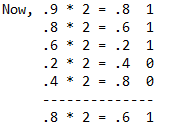 Now, .9 * 2 = .8 1
.8 * 2 = .6 1
.6 * 2 = .2 1
.2 * 2 = .4 0
.4 * 2 = .8 0
--------------
.8 * 2 = .6 1